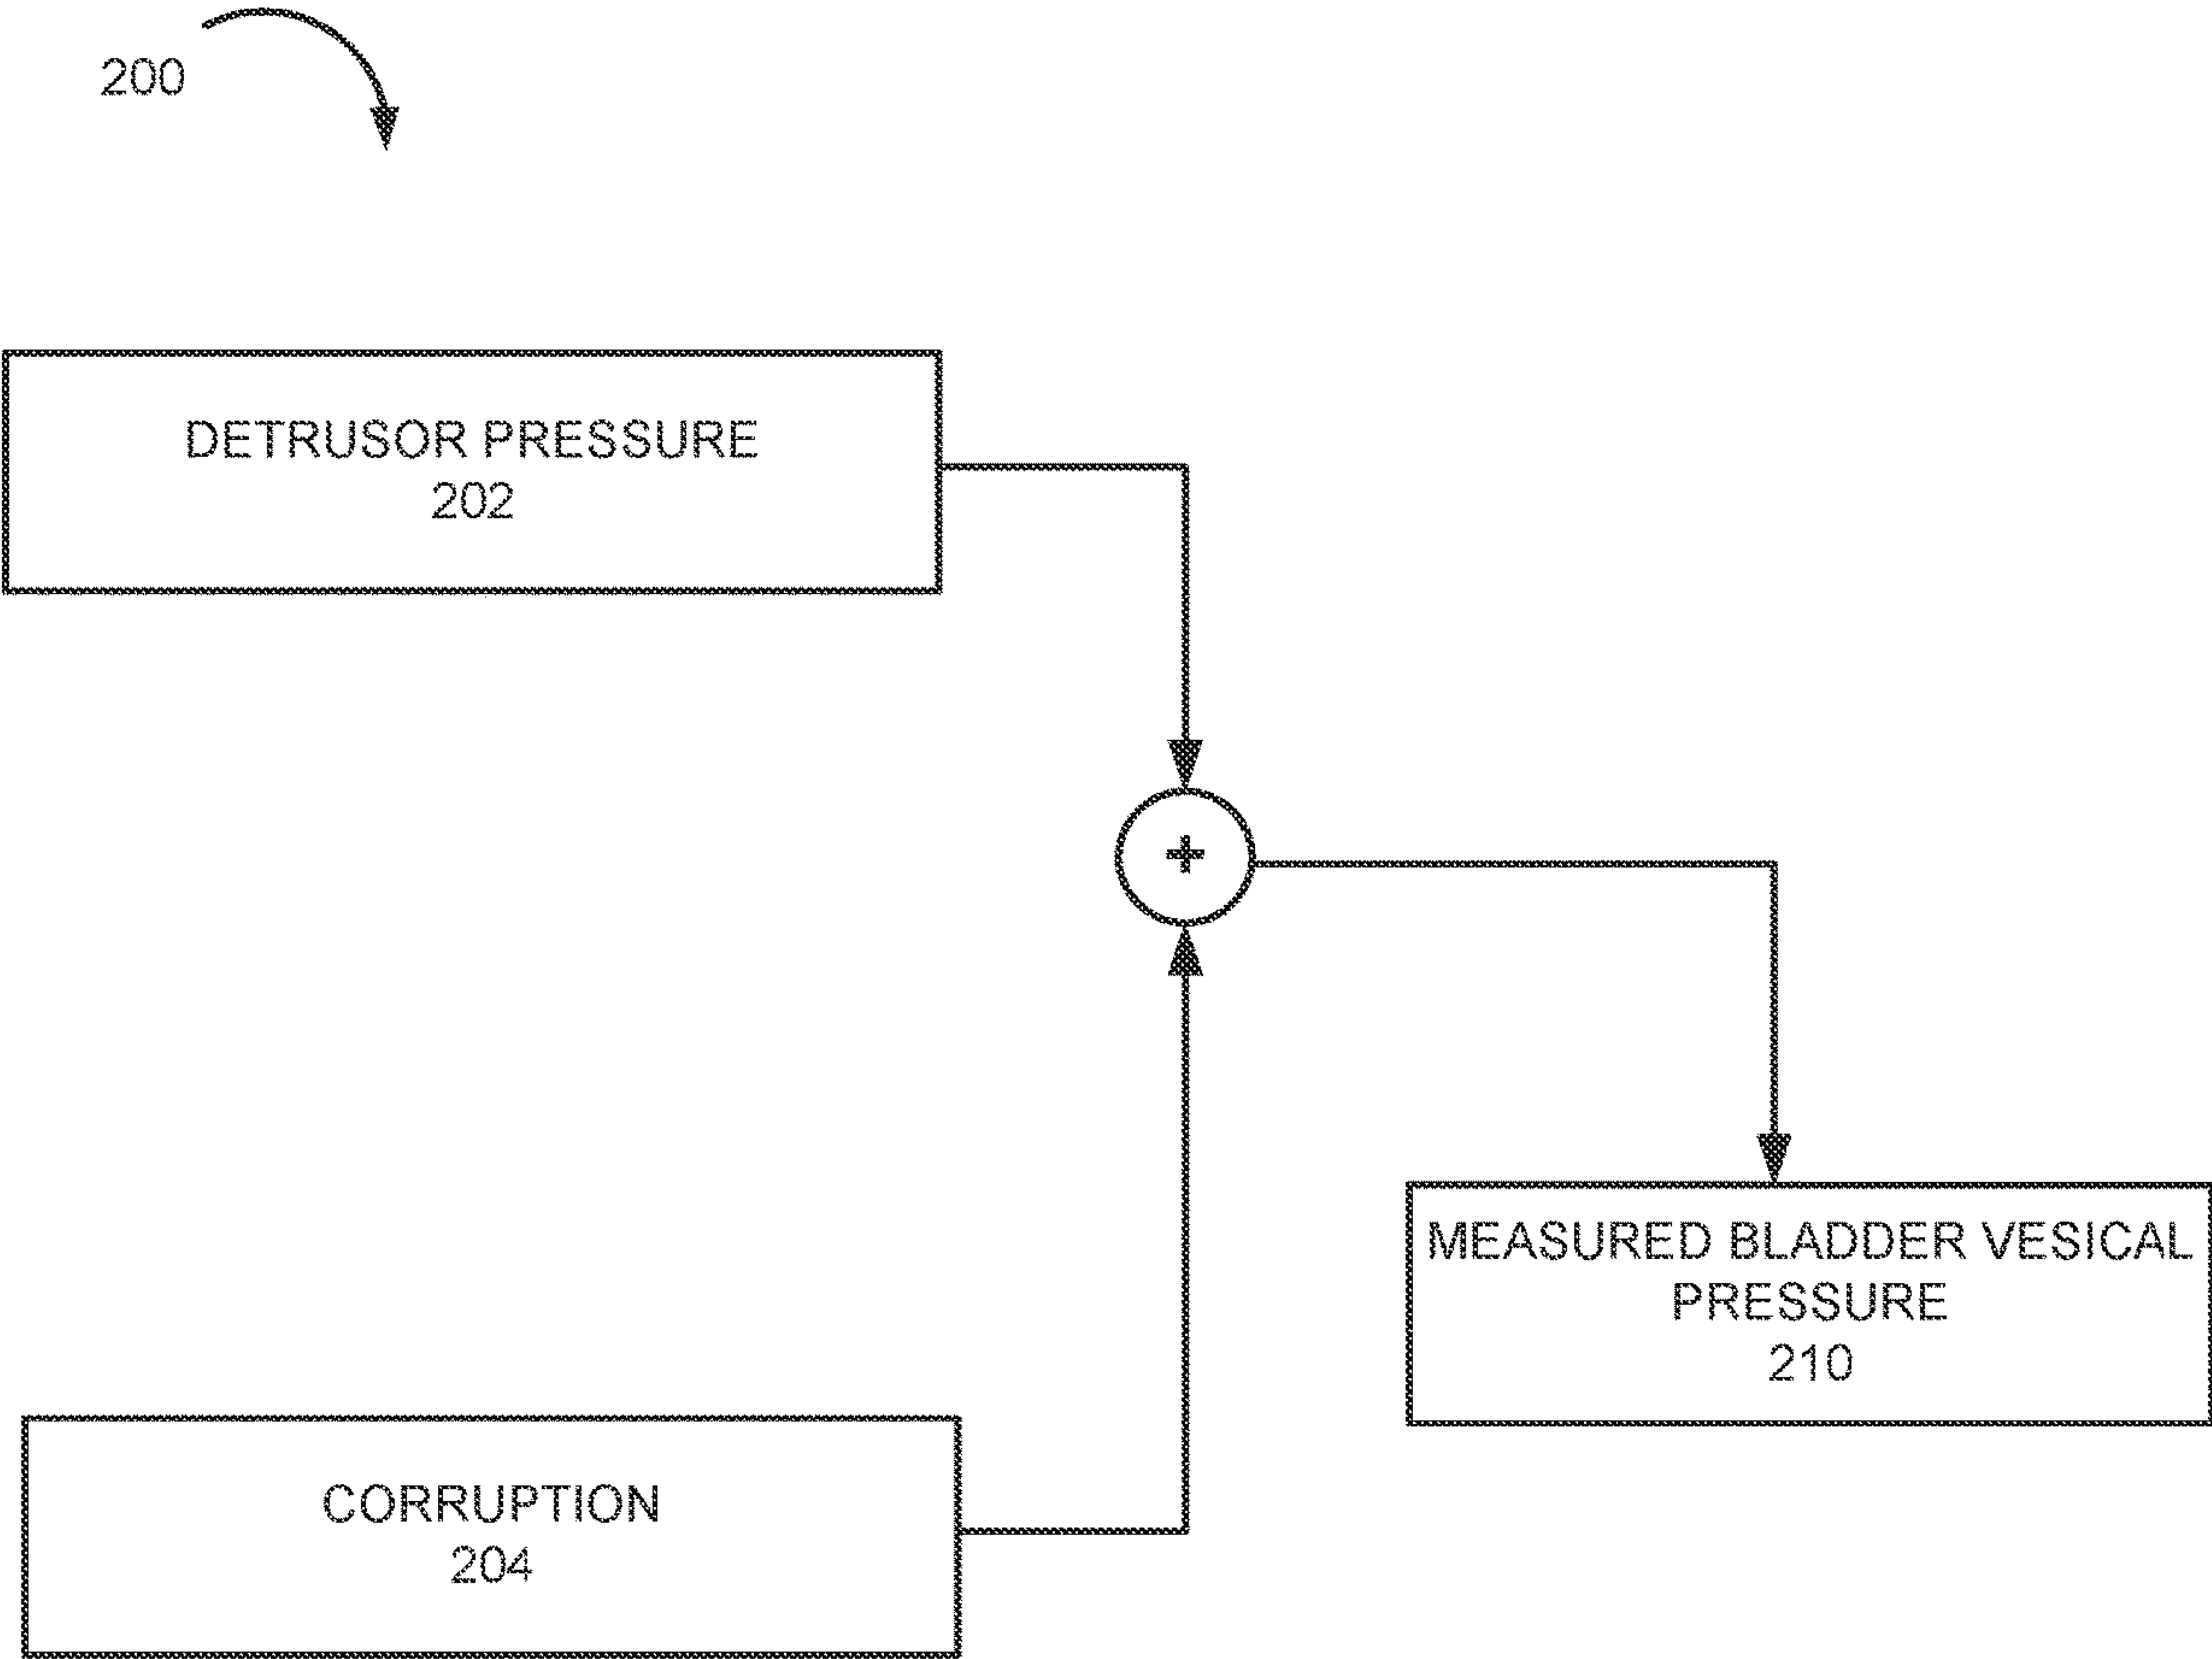 200
DETRUSOR PRESSURE
202
+
MEASURED BLADDER VESICAL
PRESSURE
210
CORRUPTION
204